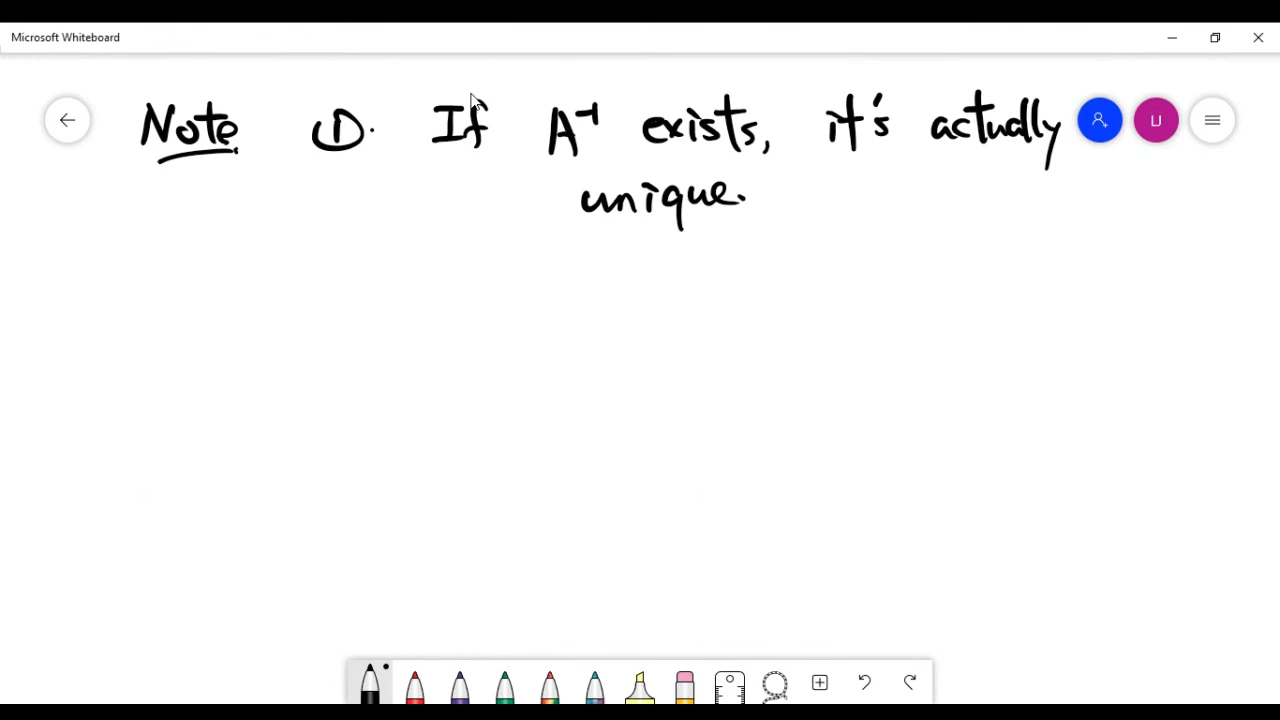 Microsoft Whiteboard
Note ①. If A⁻¹ exists, it's actually
unique.
U